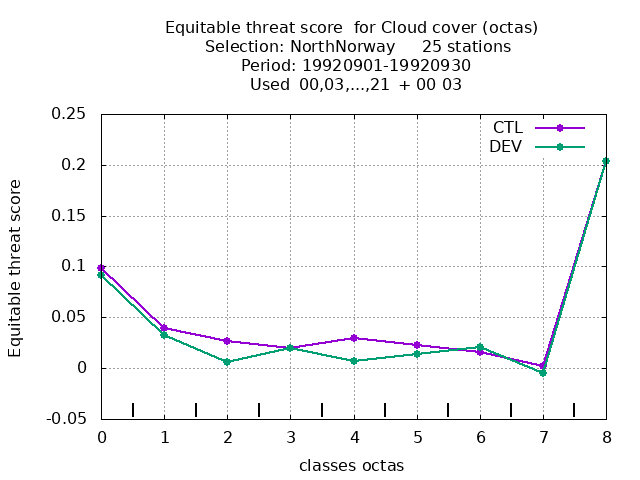 Equitable threat score  for Cloud cover (octas)
Selection: NorthNorway     25 stations
Period: 19920901-19920930
Used  00,03,...,21  + 00 03
0.25
CTL
DEV
0.2
0.15
0.1
0.05
0
-0.05
Equitable threat score
0 1 2 3 4 5 6 7 8
classes octas